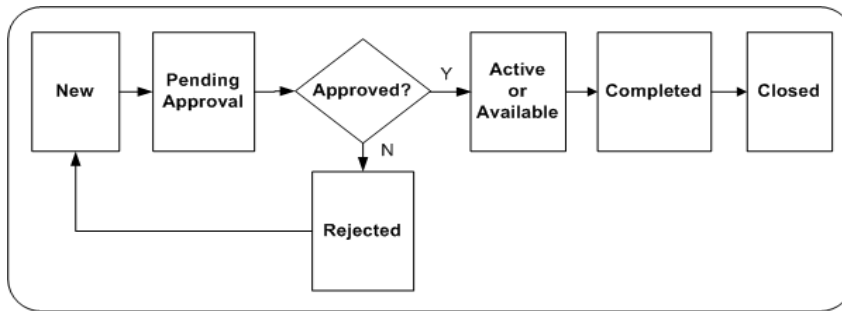 New
Pending
Approval
Approved?
Y
Active
or
Available
Completed
Closed
N
Rejected